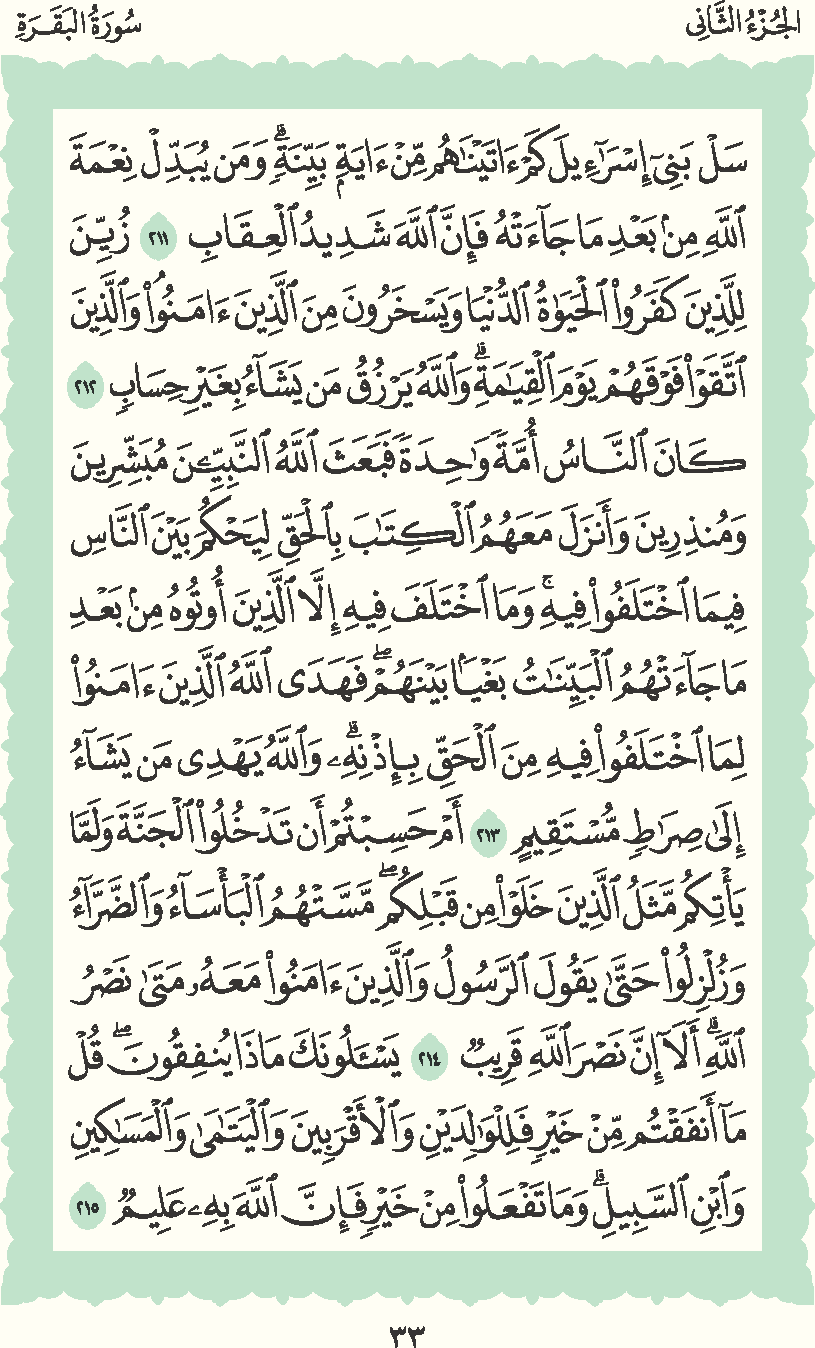 الجُزْءُ الثَّانِي
سُورَةُ البَقَرَةِ
سَلْ بَنِيٓ إِسْرَٰٓءِيلَ كَمْ ءَاتَيْنَٰهُم مِّنْ ءَايَةِۭ بَيِّنَةٖۗ وَمَن يُبَدِّلْ نِعْمَةَ
ٱللَّهِ مِنۢ بَعْدِ مَا جَآءَتْهُ فَإِنَّ ٱللَّهَ شَدِيدُ ٱلْعِقَابِ ٢١١ زُيِّنَ
لِلَّذِينَ كَفَرُوا۟ ٱلْحَيَوٰةُ ٱلدُّنْيَا وَيَسْخَرُونَ مِنَ ٱلَّذِينَ ءَامَنُوا۟ۘ وَٱلَّذِينَ
ٱتَّقَوْا۟ فَوْقَهُمْ يَوْمَ ٱلْقِيَٰمَةِۗ وَٱللَّهُ يَرْزُقُ مَن يَشَآءُ بِغَيْرِ حِسَابٖ ٢١٢
كَانَ ٱلنَّاسُ أُمَّةٗ وَٰحِدَةٗ فَبَعَثَ ٱللَّهُ ٱلنَّبِيِّـۧنَ مُبَشِّرِينَ
وَمُنذِرِينَ وَأَنزَلَ مَعَهُمُ ٱلْكِتَٰبَ بِٱلْحَقِّ لِيَحْكُمَ بَيْنَ ٱلنَّاسِ
فِيمَا ٱخْتَلَفُوا۟ فِيهِۚ وَمَا ٱخْتَلَفَ فِيهِ إِلَّا ٱلَّذِينَ أُوتُوهُ مِنۢ بَعْدِ
مَا جَآءَتْهُمُ ٱلْبَيِّنَٰتُ بَغْيَۢا بَيْنَهُمْۖ فَهَدَى ٱللَّهُ ٱلَّذِينَ ءَامَنُوا۟
لِمَا ٱخْتَلَفُوا۟ فِيهِ مِنَ ٱلْحَقِّ بِإِذْنِهِۦۗ وَٱللَّهُ يَهْدِي مَن يَشَآءُ
إِلَىٰ صِرَٰطٖ مُّسْتَقِيمٍ ٢١٣ أَمْ حَسِبْتُمْ أَن تَدْخُلُوا۟ ٱلْجَنَّةَ وَلَمَّا
يَأْتِكُم مَّثَلُ ٱلَّذِينَ خَلَوْا۟ مِن قَبْلِكُمۖ مَّسَّتْهُمُ ٱلْبَأْسَآءُ وَٱلضَّرَّآءُ
وَزُلْزِلُوا۟ حَتَّىٰ يَقُولَ ٱلرَّسُولُ وَٱلَّذِينَ ءَامَنُوا۟ مَعَهُۥ مَتَىٰ نَصْرُ
ٱللَّهِۗ أَلَآ إِنَّ نَصْرَ ٱللَّهِ قَرِيبٞ ٢١٤ يَسْـَٔلُونَكَ مَاذَا يُنفِقُونَۖ قُلْ
مَآ أَنفَقْتُم مِّنْ خَيْرٖ فَلِلْوَٰلِدَيْنِ وَٱلْأَقْرَبِينَ وَٱلْيَتَٰمَىٰ وَٱلْمَسَٰكِينِ
وَٱبْنِ ٱلسَّبِيلِۗ وَمَا تَفْعَلُوا۟ مِنْ خَيْرٖ فَإِنَّ ٱللَّهَ بِهِۦ عَلِيمٞ ٢١٥
٣٣